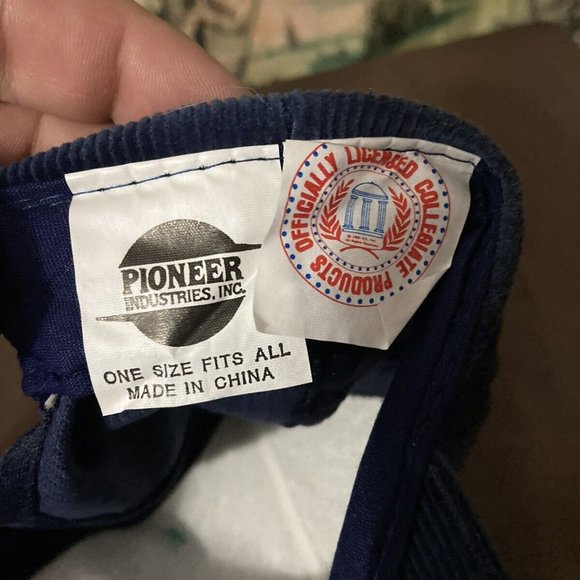 PIONEER
INDUSTRIES, INC.
ONE SIZE FITS ALL
MADE IN CHINA
OFFICIALLY LICENSED COLLEGIATE PRODUCTS